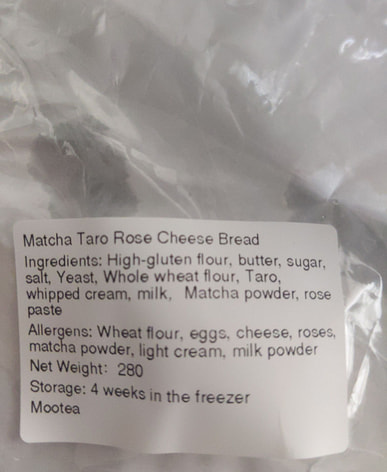 Matcha Taro Rose Cheese Bread
Ingredients: High-gluten flour, butter, sugar,
salt, Yeast, Whole wheat flour, Taro,
whipped cream, milk, Matcha powder, rose
paste
Allergens: Wheat flour, eggs, cheese, roses,
matcha powder, light cream, milk powder
Net Weight: 280
Storage: 4 weeks in the freezer
Mootea